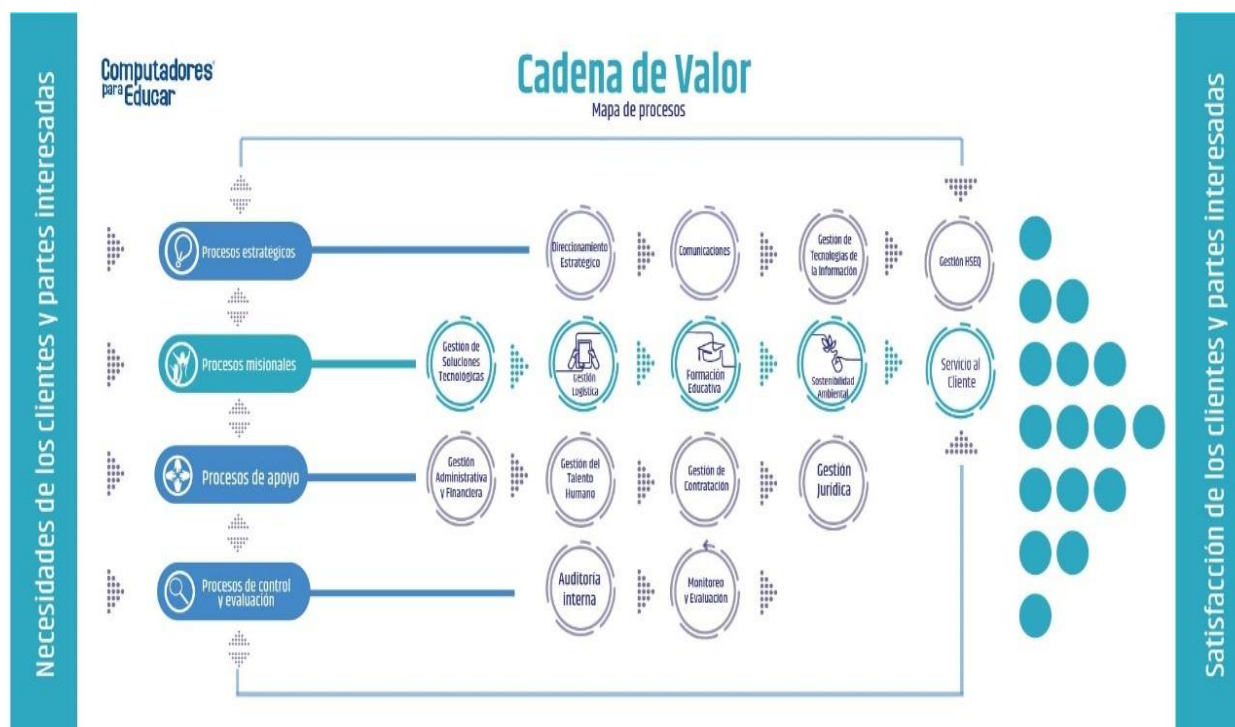 Necesidades de los clientes y partes interesadas
Computadores
para Educar
Cadena de Valor
Mapa de procesos
Procesos estratégicos
Direccionamiento
Estratégico
Comunicaciones
Gestión de
Tecnologías de
la Información
Gestión HSEQ
Procesos misionales
Gestión de
Soluciones
Tecnológicas
Gestión
Logística
Formación
Educativa
Sostenibilidad
Ambiental
Servicio al
Cliente
Procesos de apoyo
Gestión
Administrativa
y Financiera
Gestión del
Talento
Humano
Gestión de
Contratación
Gestión
Jurídica
Procesos de control
y evaluación
Auditoría
interna
Monitoreo
y Evaluación
Satisfacción de los clientes y partes interesadas